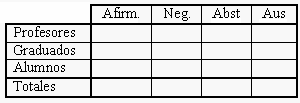 Afirm. Neg. Abst Aus
Profesores
Graduados
Alumnos
Totales